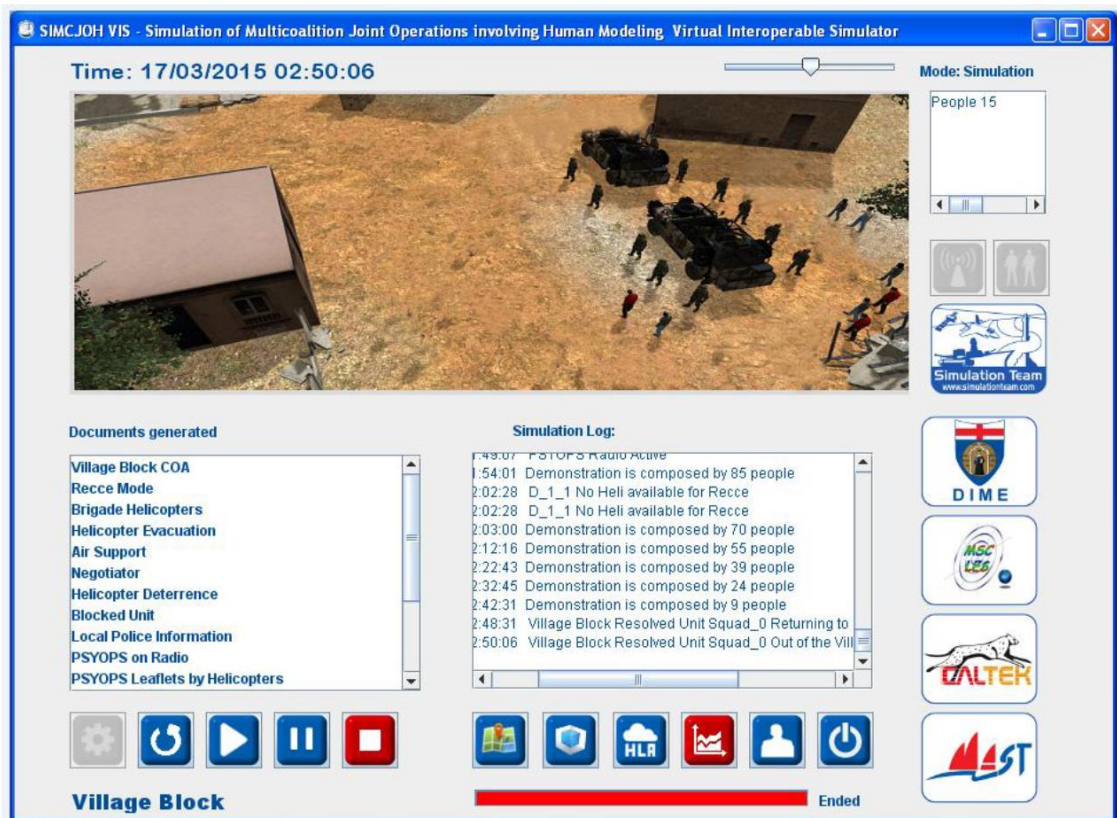 SIMCJOH VIS - Simulation of Multicoalition Joint Operations involving Human Modeling Virtual Interoperable Simulator
Time: 17/03/2015 02:50:06
Mode: Simulation
People 15
Simulation Team
www.simulationteam.com
Documents generated
Village Block COA
Recce Mode
Brigade Helicopters
Helicopter Evacuation
Air Support
Negotiator
Helicopter Deterrence
Blocked Unit
Local Police Information
PSYOPS on Radio
PSYOPS Leaflets by Helicopters
Simulation Log:
1:49:07 PSYOPS Radio Active
1:54:01 Demonstration is composed by 85 people
2:02:28 D_1_1 No Heli available for Recce
2:02:28 D_1_1 No Heli available for Recce
2:03:00 Demonstration is composed by 70 people
2:12:16 Demonstration is composed by 55 people
2:22:43 Demonstration is composed by 39 people
2:32:45 Demonstration is composed by 24 people
2:42:31 Demonstration is composed by 9 people
2:48:31 Village Block Resolved Unit Squad_0 Returning to
2:50:06 Village Block Resolved Unit Squad_0 Out of the Vill
DIME
MSC
LES
CALTEK
MAST
HLA
Village Block
Ended